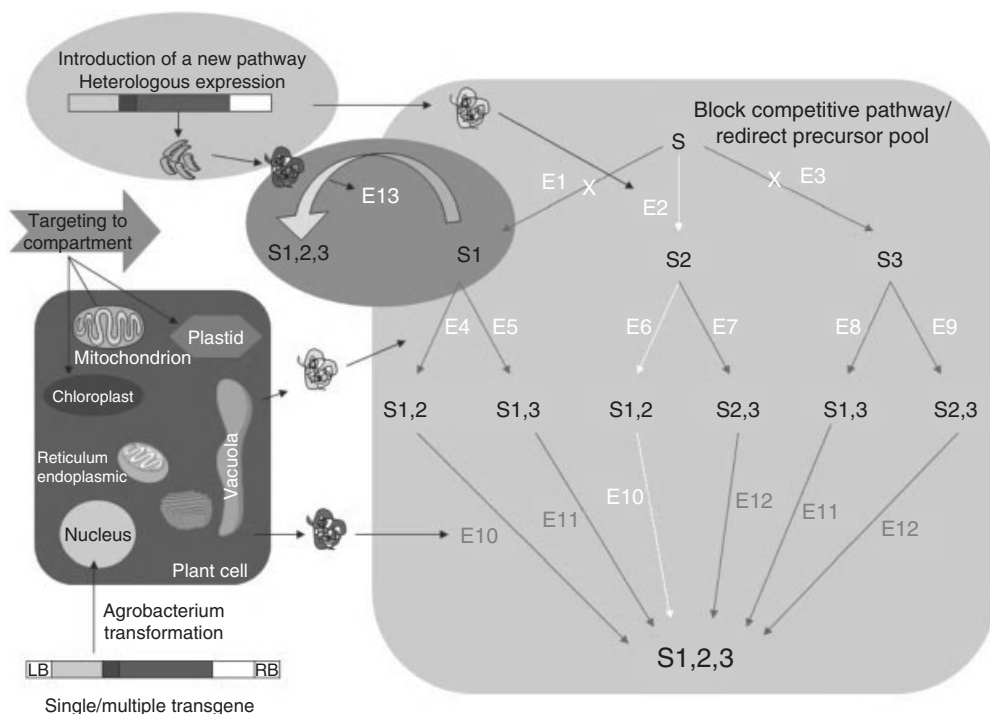 Introduction of a new pathway
Heterologous expression
Block competitive pathway/
redirect precursor pool
S
E1
X
E2
X
E3
E13
Targeting to
compartment
S1,2,3
S1
S2
S3
E4
E5
E6
E7
E8
E9
Mitochondrion
Plastid
Chloroplast
Vacuola
Reticulum
endoplasmic
Nucleus
Plant cell
S1,2
S1,3
S1,2
S2,3
S1,3
S2,3
E10
E11
E10
E12
E11
E12
S1,2,3
Agrobacterium
transformation
LB
RB
Single/multiple transgene